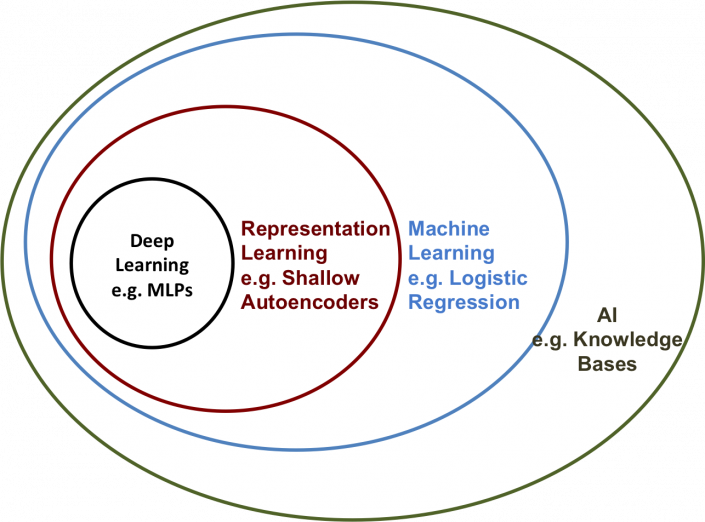 Deep
Learning
e.g. MLPs
Representation
Learning
e.g. Shallow
Autoencoders
Machine
Learning
e.g. Logistic
Regression
AI
e.g. Knowledge
Bases